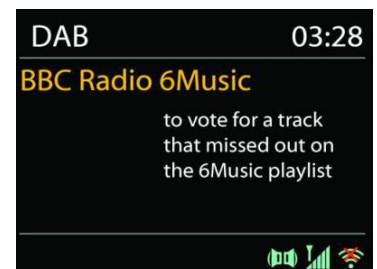 DAB 03:28
BBC Radio 6Music
to vote for a track
that missed out on
the 6Music playlist